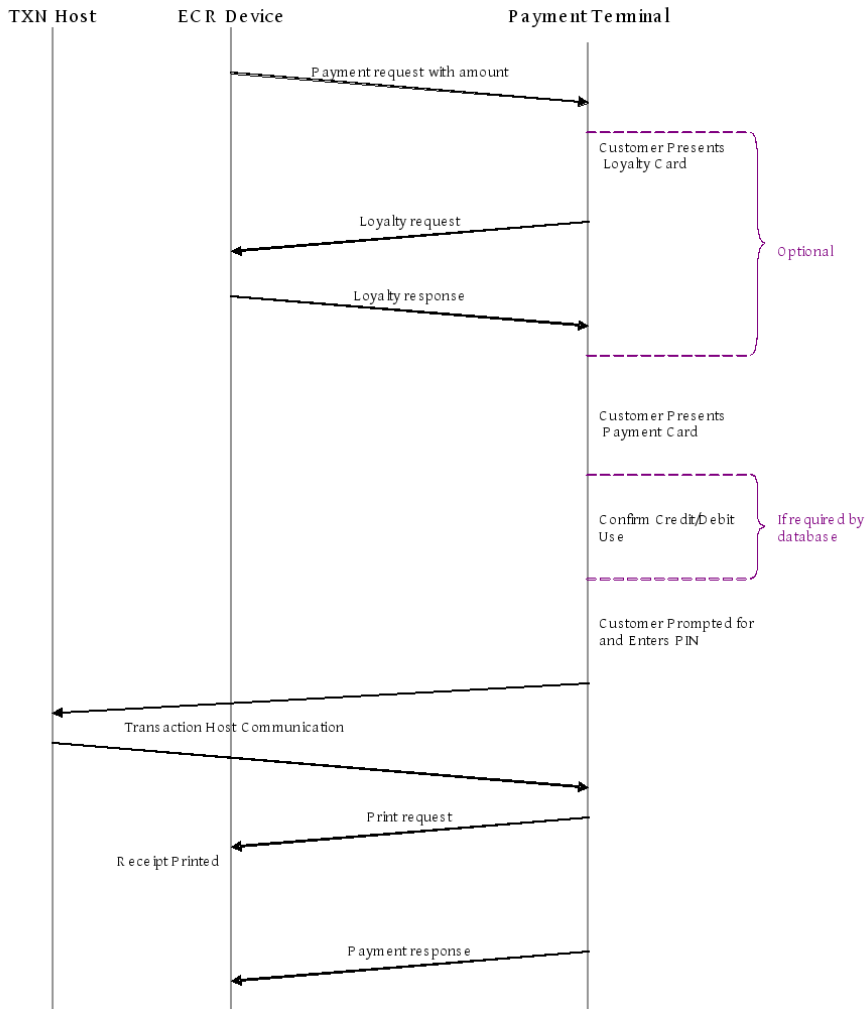 TXN Host
ECR Device
Payment Terminal
Payment request with amount
Customer Presents
Loyalty Card
Loyalty request
Optional
Loyalty response
Customer Presents
Payment Card
Confirm Credit/Debit
Use
If required by
database
Customer Prompted for
and Enters PIN
Transaction Host Communication
Print request
Receipt Printed
Payment response